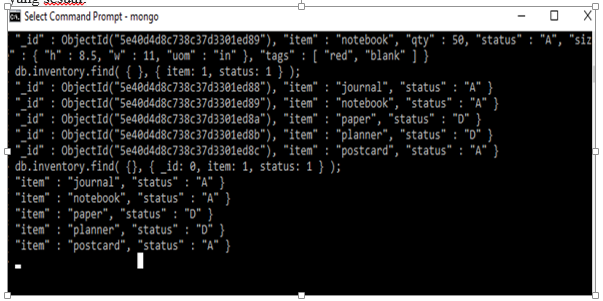 yang sesuai.
Select Command Prompt - mongo
"_id" : ObjectId("5e40d4d8c738c37d3301ed89"), "item" : "notebook", "qty" : 50, "status" : "A", "siz
" : { "h" : 8.5, "w" : 11, "uom" : "in" }, "tags" : [ "red", "blank" ] }
db.inventory.find( { }, { item: 1, status: 1 } );
"_id" : ObjectId("5e40d4d8c738c37d3301ed88"), "item" : "journal", "status" : "A" }
"_id" : ObjectId("5e40d4d8c738c37d3301ed89"), "item" : "notebook", "status" : "A" }
"_id" : ObjectId("5e40d4d8c738c37d3301ed8a"), "item" : "paper", "status" : "D" }
"_id" : ObjectId("5e40d4d8c738c37d3301ed8b"), "item" : "planner", "status" : "D" }
"_id" : ObjectId("5e40d4d8c738c37d3301ed8c"), "item" : "postcard", "status" : "A" }
db.inventory.find( {}, { _id: 0, item: 1, status: 1 } );
"item" : "journal", "status" : "A" }
"item" : "notebook", "status" : "A" }
"item" : "paper", "status" : "D" }
"item" : "planner", "status" : "D" }
"item" : "postcard", "status" : "A" }